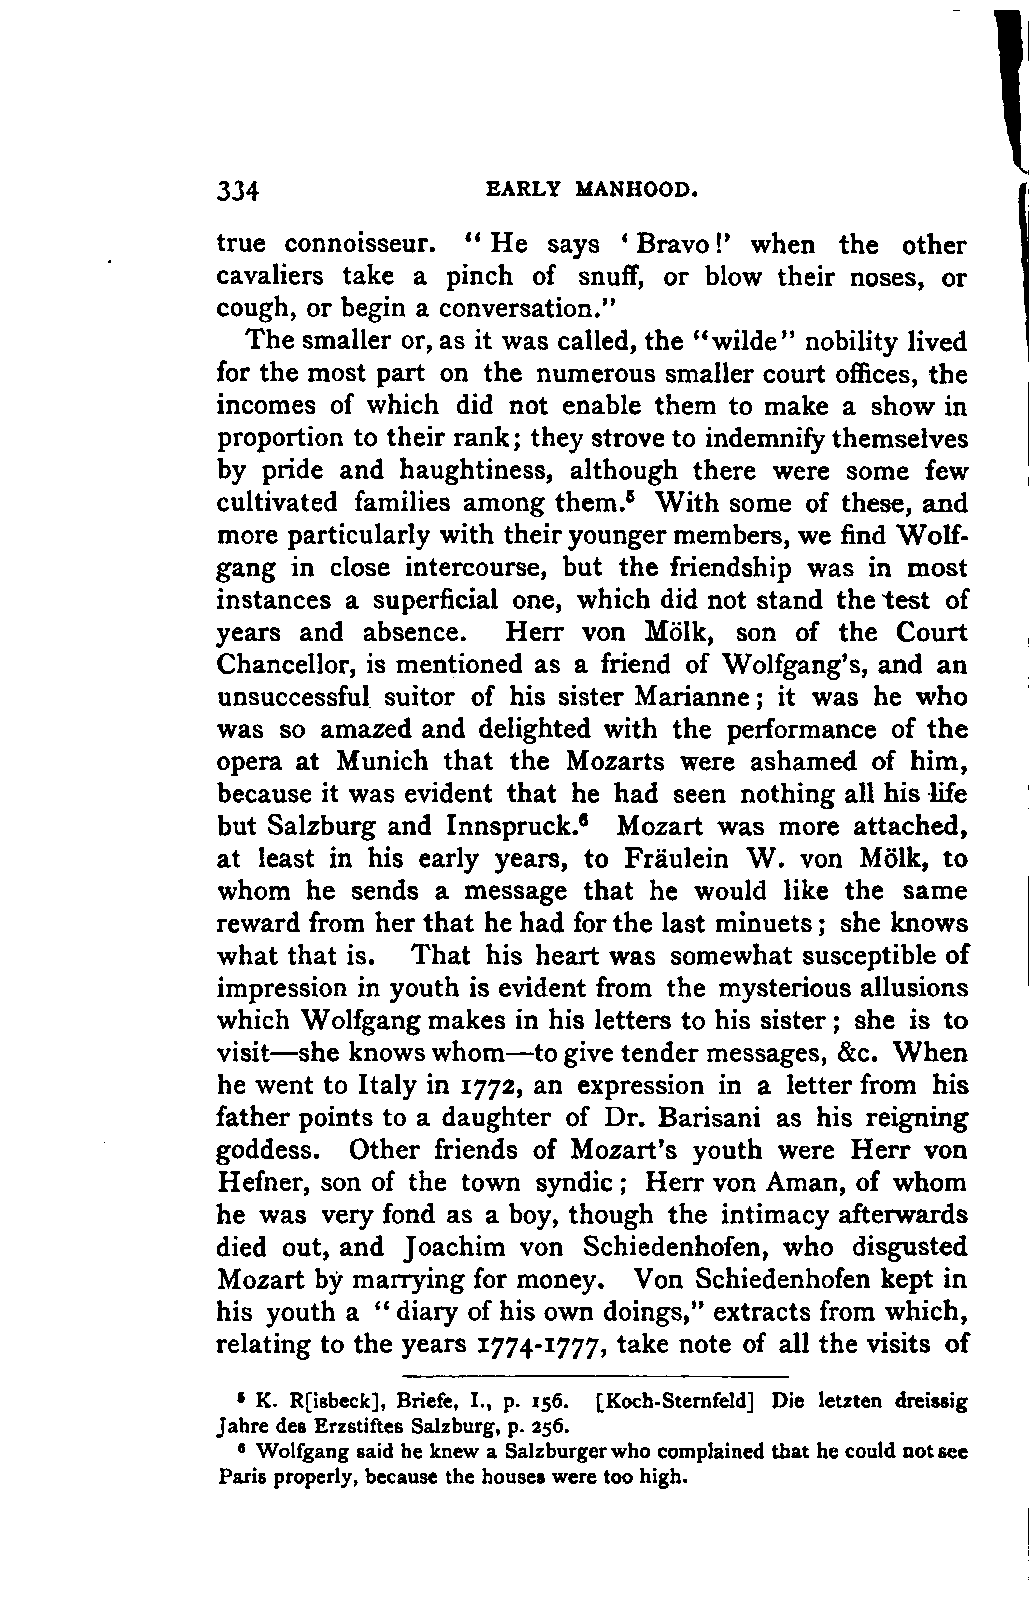 334 EARLY MANHOOD.
true connoisseur. "He says 'Bravo!' when the other
cavaliers take a pinch of snuff, or blow their noses, or
cough, or begin a conversation."
The smaller or, as it was called, the "wilde" nobility lived
for the most part on the numerous smaller court offices, the
incomes of which did not enable them to make a show in
proportion to their rank; they strove to indemnify themselves
by pride and haughtiness, although there were some few
cultivated families among them.⁵ With some of these, and
more particularly with their younger members, we find Wolf-
gang in close intercourse, but the friendship was in most
instances a superficial one, which did not stand the test of
years and absence. Herr von Mölk, son of the Court
Chancellor, is mentioned as a friend of Wolfgang's, and an
unsuccessful suitor of his sister Marianne; it was he who
was so amazed and delighted with the performance of the
opera at Munich that the Mozarts were ashamed of him,
because it was evident that he had seen nothing all his life
but Salzburg and Innspruck.⁶ Mozart was more attached,
at least in his early years, to Fräulein W. von Mölk, to
whom he sends a message that he would like the same
reward from her that he had for the last minuets; she knows
what that is. That his heart was somewhat susceptible of
impression in youth is evident from the mysterious allusions
which Wolfgang makes in his letters to his sister; she is to
visit—she knows whom—to give tender messages, &c. When
he went to Italy in 1772, an expression in a letter from his
father points to a daughter of Dr. Barisani as his reigning
goddess. Other friends of Mozart's youth were Herr von
Hefner, son of the town syndic; Herr von Aman, of whom
he was very fond as a boy, though the intimacy afterwards
died out, and Joachim von Schiedenhofen, who disgusted
Mozart by marrying for money. Von Schiedenhofen kept in
his youth a "diary of his own doings," extracts from which,
relating to the years 1774-1777, take note of all the visits of
⁵ K. R[isbeck], Briefe, I., p. 156. [Koch-Sternfeld] Die letzten dreissig
Jahre des Erzstiftes Salzburg, p. 256.
⁶ Wolfgang said he knew a Salzburger who complained that he could not see
Paris properly, because the houses were too high.